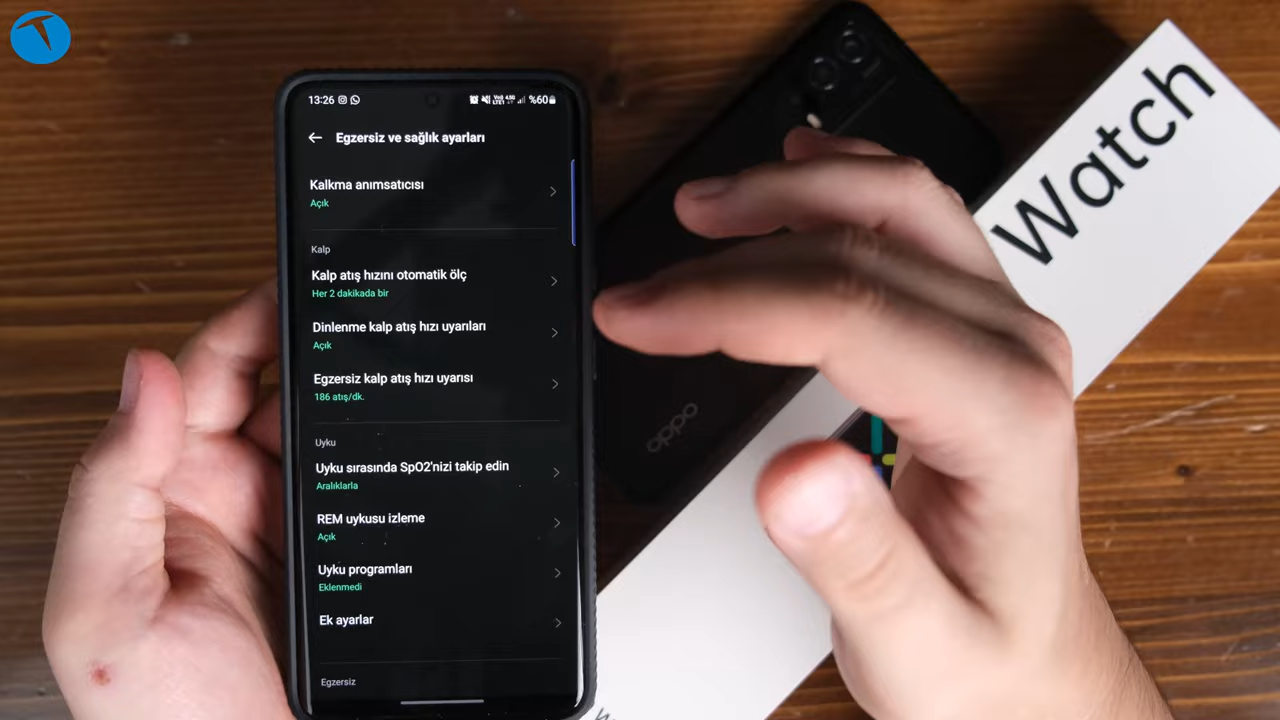 13:26
%60
Egzersiz ve sağlık ayarları
Kalkma anımsatıcısı
Açık
Kalp
Kalp atış hızını otomatik ölç
Her 2 dakikada bir
Dinlenme kalp atış hızı uyarıları
Açık
Egzersiz kalp atış hızı uyarısı
186 atış/dk.
Uyku
Uyku sırasında SpO2'nizi takip edin
Aralıklarla
REM uykusu izleme
Açık
Uyku programları
Eklenmedi
Ek ayarlar
Egzersiz
oppo
Watch